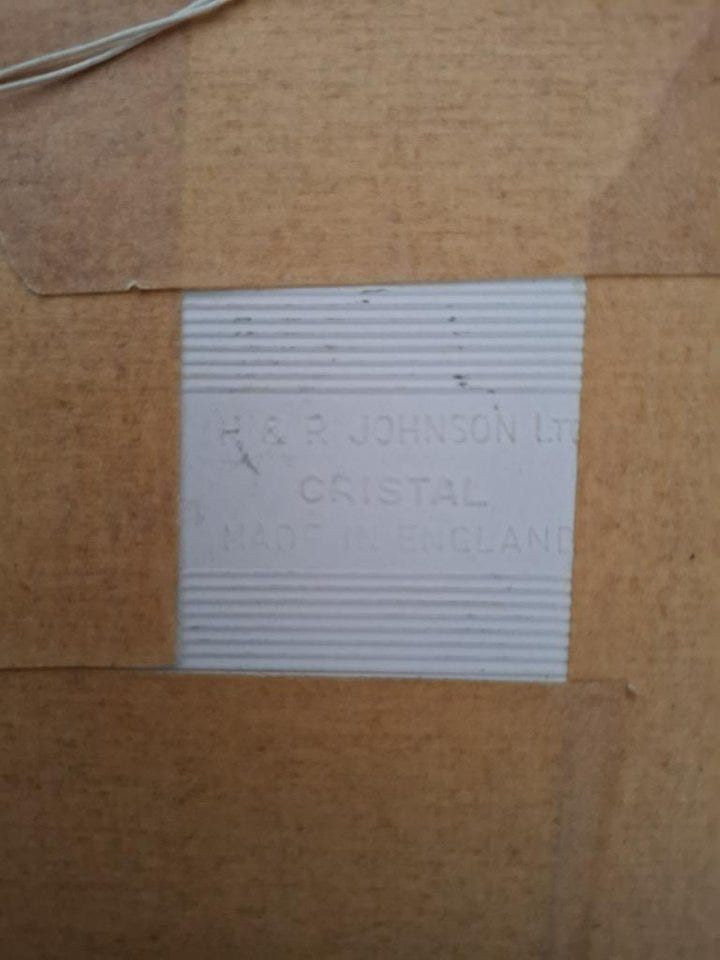 H & R JOHNSON LTD
CRISTAL
MADE IN ENGLAND